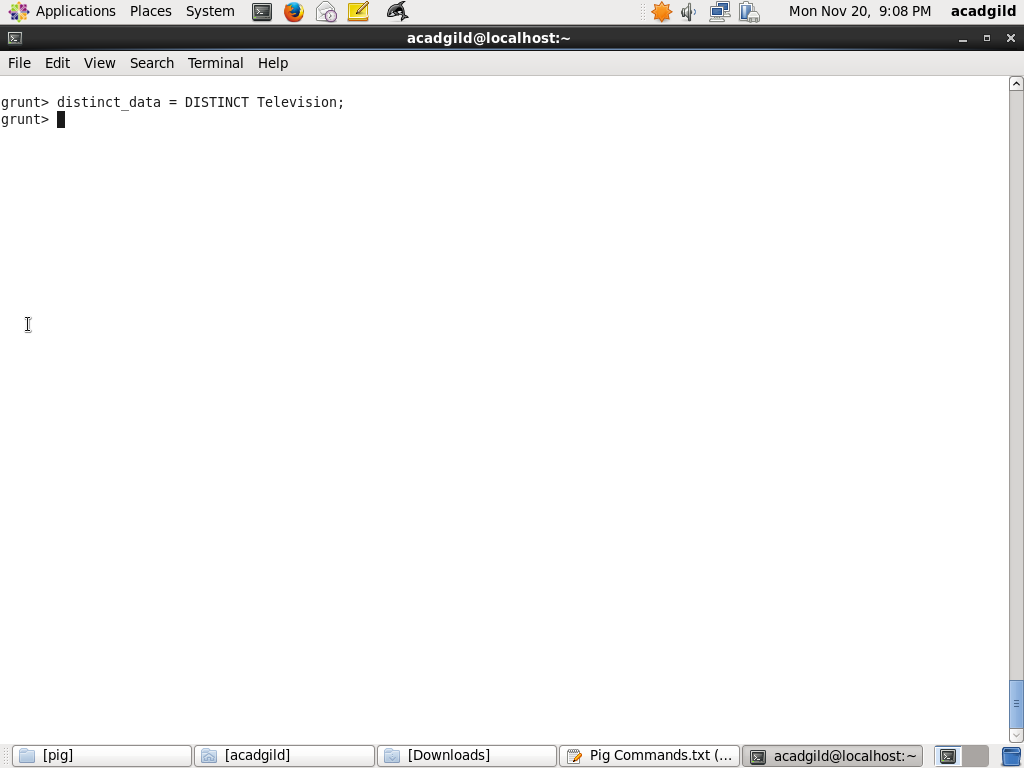 Applications Places System Mon Nov 20, 9:08 PM acadgild
acadgild@localhost:~
File Edit View Search Terminal Help
grunt> distinct_data = DISTINCT Television;
grunt>
[pig] [acadgild] [Downloads] Pig Commands.txt (... acadgild@localhost:~